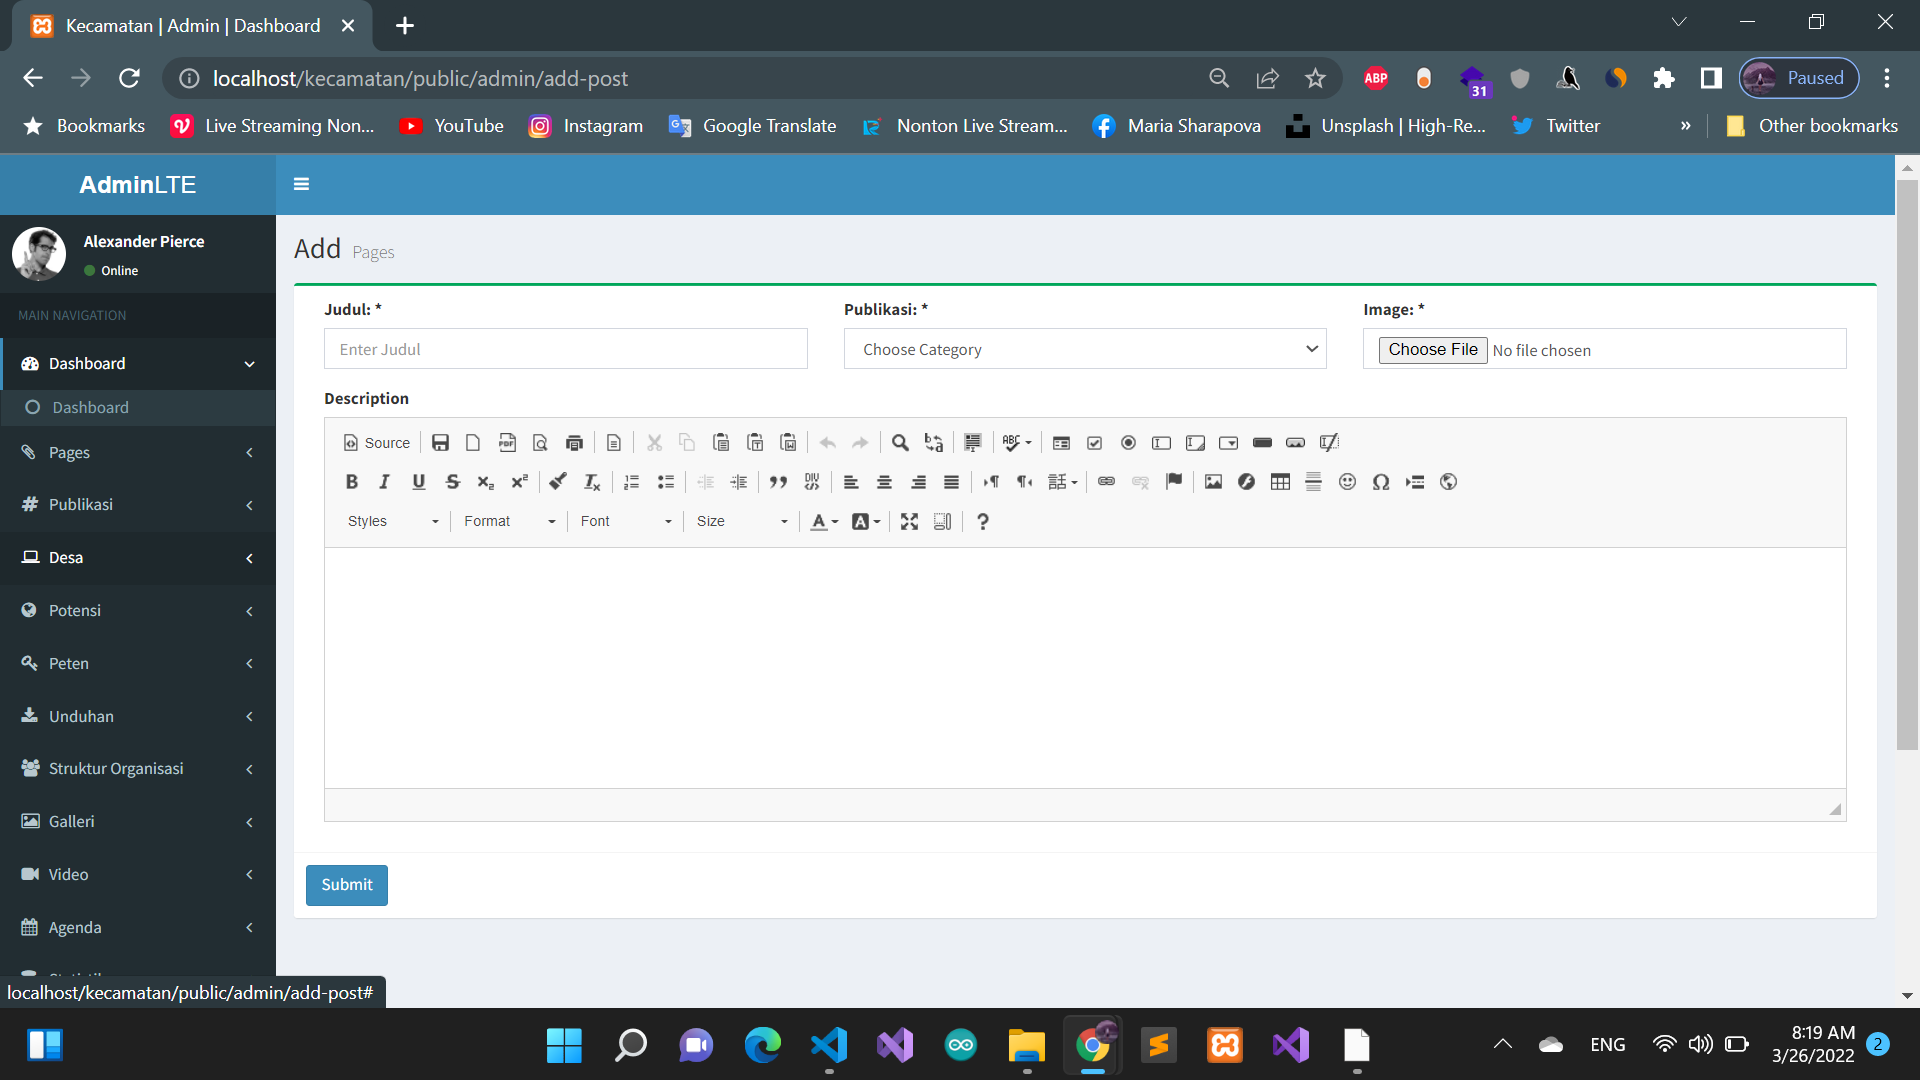 Kecamatan | Admin | Dashboard
localhost/kecamatan/public/admin/add-post
ABP
31
Paused
Bookmarks
Live Streaming Non...
YouTube
Instagram
Google Translate
Nonton Live Stream...
Maria Sharapova
Unsplash | High-Re...
Twitter
»
Other bookmarks
AdminLTE
Alexander Pierce
Online
MAIN NAVIGATION
Dashboard
Dashboard
Pages
Publikasi
Desa
Potensi
Peten
Unduhan
Struktur Organisasi
Galleri
Video
Agenda
Statistik
Add Pages
Judul: *
Enter Judul
Publikasi: *
Choose Category
Image: *
Choose File No file chosen
Description
Source
Styles
Format
Font
Size
Submit
localhost/kecamatan/public/admin/add-post#
ENG
8:19 AM
3/26/2022
2